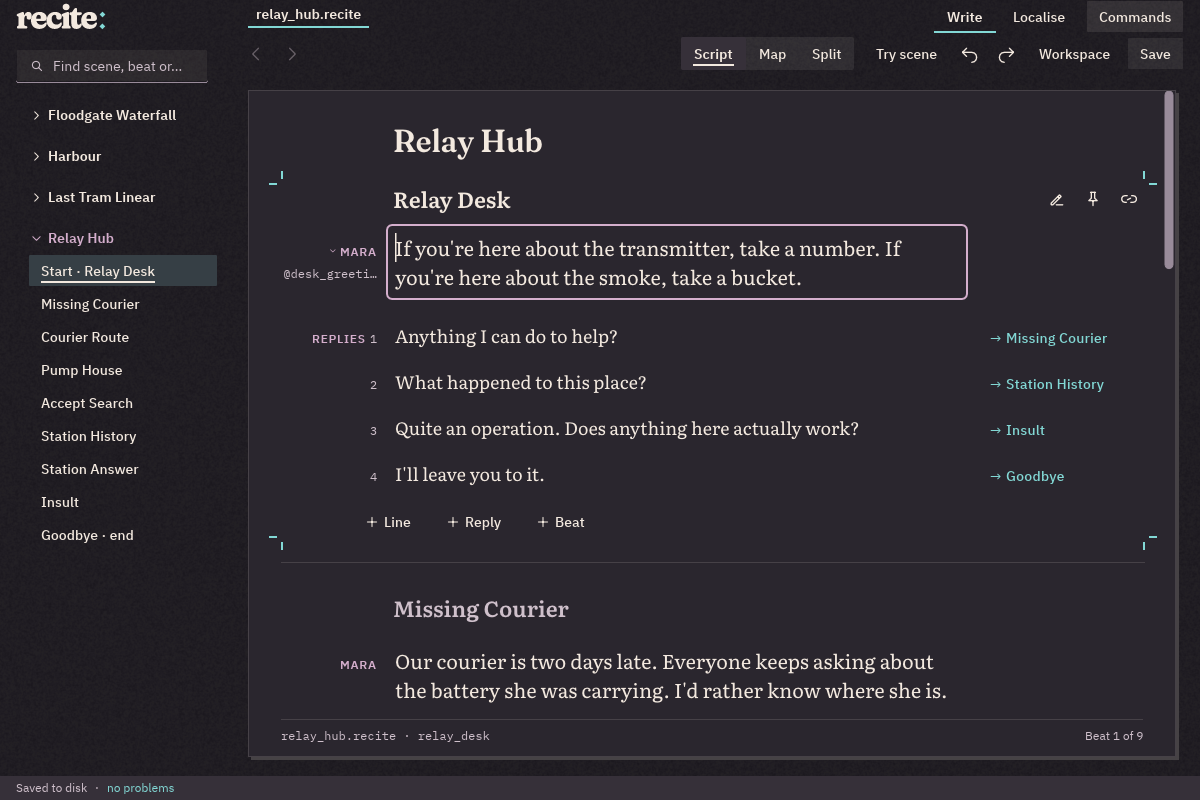 recite:
relay_hub.recite
Write
Localise
Commands
Find scene, beat or...
Script
Map
Split
Try scene
Workspace
Save
Floodgate Waterfall
Harbour
Last Tram Linear
Relay Hub
Start · Relay Desk
Missing Courier
Courier Route
Pump House
Accept Search
Station History
Station Answer
Insult
Goodbye · end
Relay Hub
Relay Desk
MARA
@desk_greeti…
If you're here about the transmitter, take a number. If
you're here about the smoke, take a bucket.
REPLIES 1 Anything I can do to help? → Missing Courier
2 What happened to this place? → Station History
3 Quite an operation. Does anything here actually work? → Insult
4 I'll leave you to it. → Goodbye
+ Line + Reply + Beat
Missing Courier
MARA
Our courier is two days late. Everyone keeps asking about
the battery she was carrying. I'd rather know where she is.
relay_hub.recite · relay_desk
Beat 1 of 9
Saved to disk · no problems